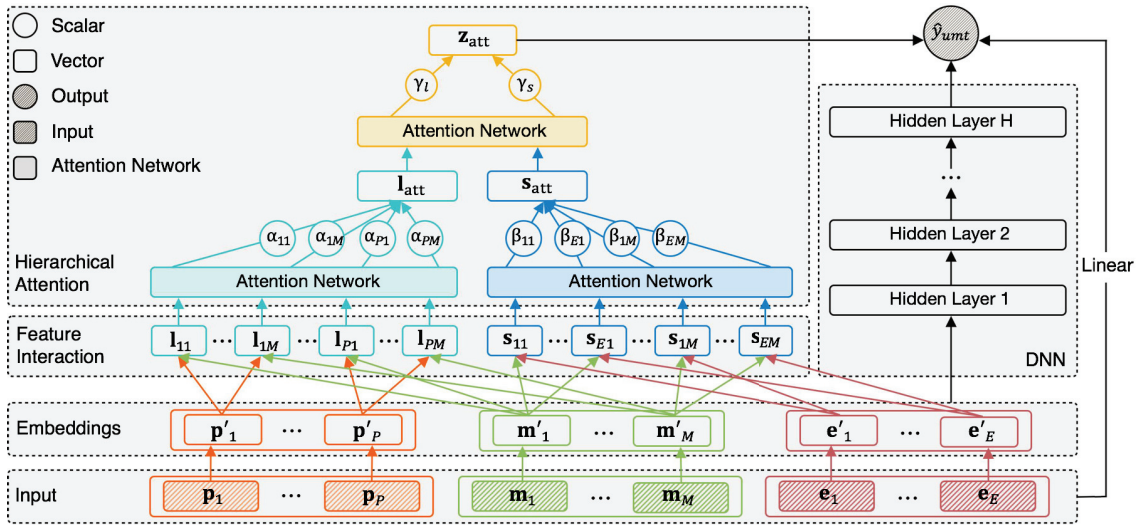 Scalar
Vector
Output
Input
Attention Network
z_att
ŷ_umt
γ_l γ_s
Attention Network
l_att s_att
α_11 α_1M α_P1 α_PM β_11 β_E1 β_1M β_EM
Hierarchical
Attention
Attention Network Attention Network
Hidden Layer H
...
Hidden Layer 2
Hidden Layer 1
DNN
Linear
Feature
Interaction
l_11 ... l_1M ... l_P1 ... l_PM s_11 ... s_E1 ... s_1M ... s_EM
Embeddings
p'_1 ... p'_P m'_1 ... m'_M e'_1 ... e'_E
Input
p_1 ... p_P m_1 ... m_M e_1 ... e_E